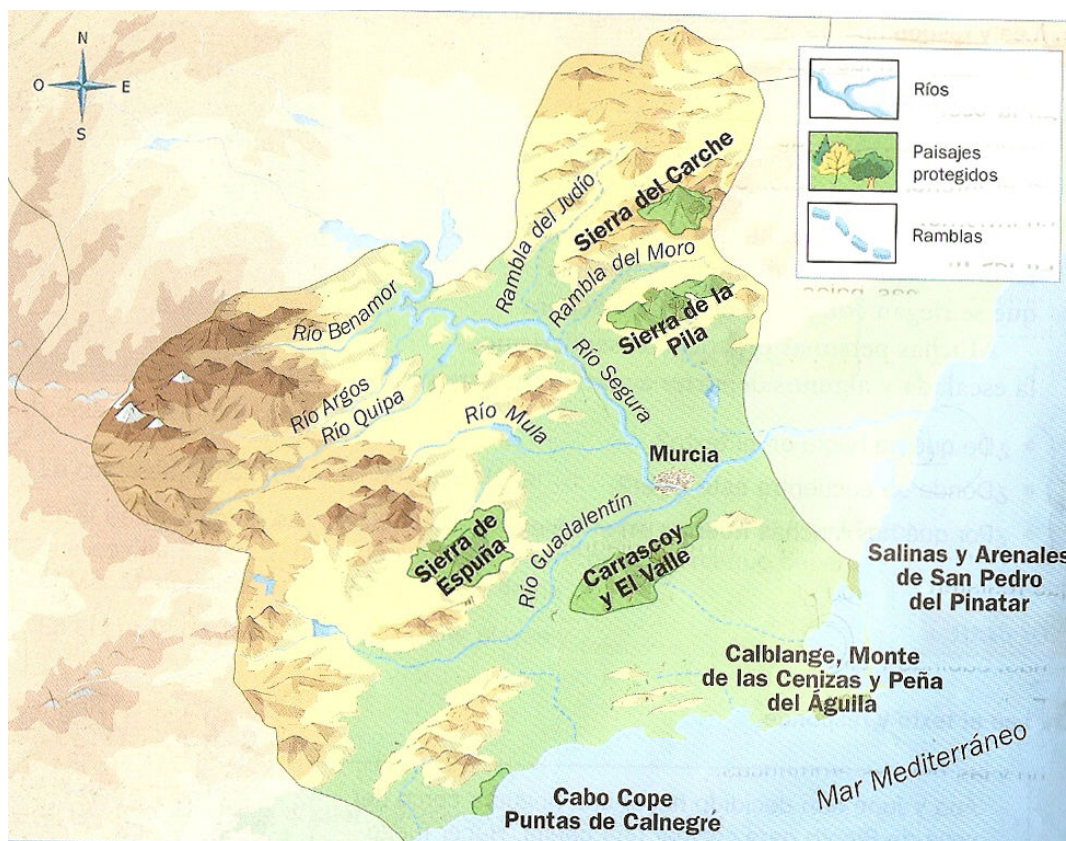 N
O
E
S
Ríos
Paisajes
protegidos
Ramblas
Rambla del Judío
Sierra del Carche
Rambla del Moro
Sierra de la
Pila
Río Benamor
Río Segura
Río Argos
Río Quipa
Río Mula
Murcia
Sierra de
Espuña
Río Guadalentín
Carrascoy
y El Valle
Salinas y Arenales
de San Pedro
del Pinatar
Calblange, Monte
de las Cenizas y Peña
del Águila
Mar Mediterráneo
Cabo Cope
Puntas de Calnegre